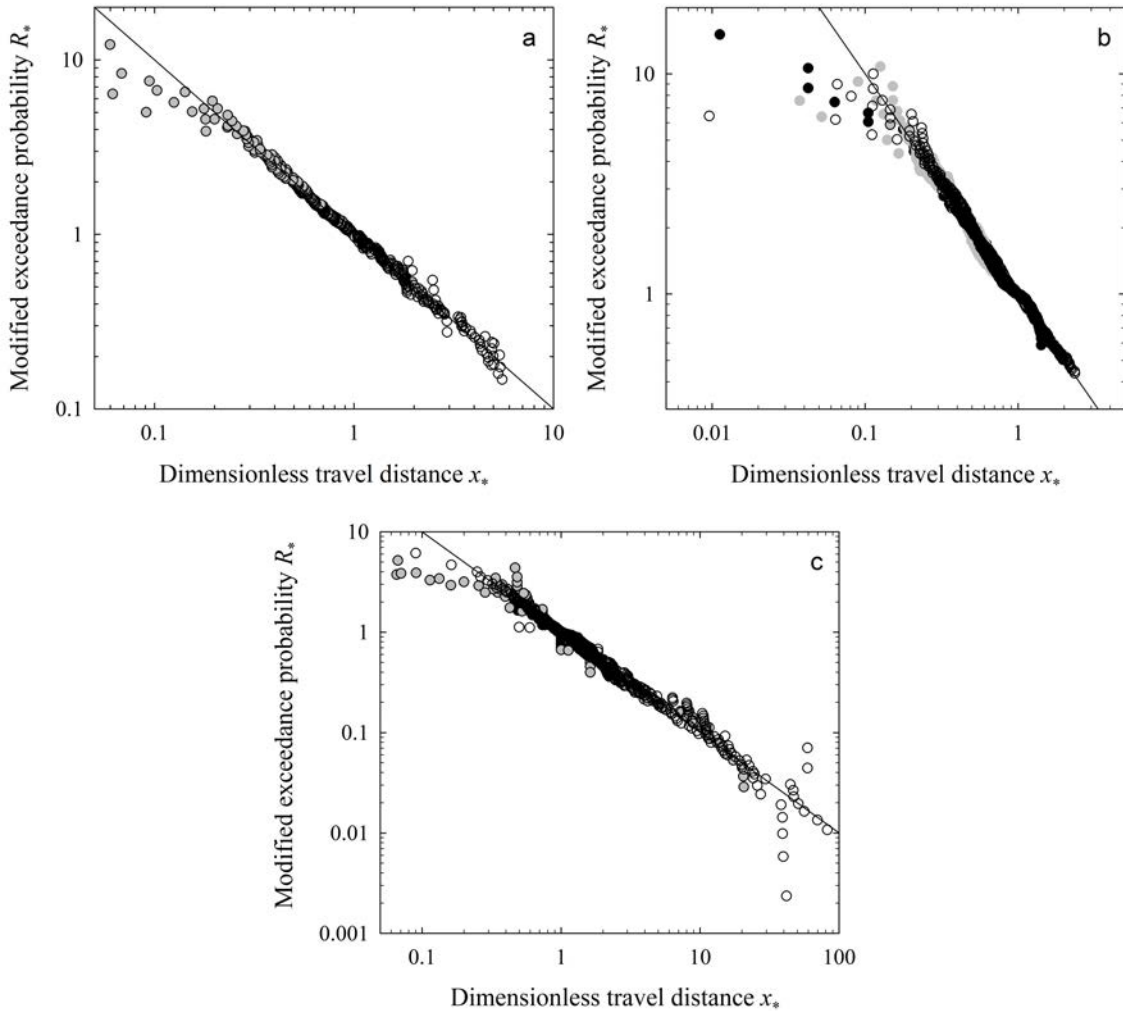 a
Modified exceedance probability R*
10
1
0.1
0.1
1
10
Dimensionless travel distance x*
b
Modified exceedance probability R*
10
1
0.01
0.1
1
Dimensionless travel distance x*
c
Modified exceedance probability R*
10
1
0.1
0.01
0.001
0.1
1
10
100
Dimensionless travel distance x*